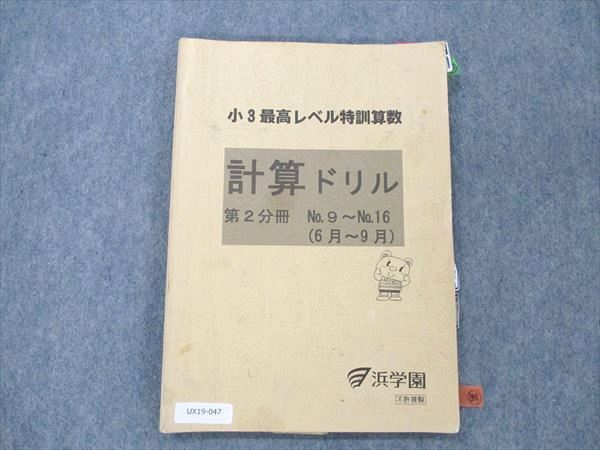 小3最高レベル特訓算数
計算ドリル
第2分冊 No.9～No.16
(6月～9月)
浜学園
不許複製
UX19-047